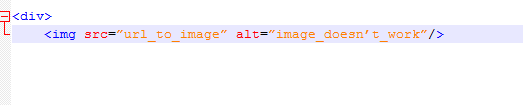 <div>
<img src=”url_to_image” alt=”image_doesn’t_work”/>